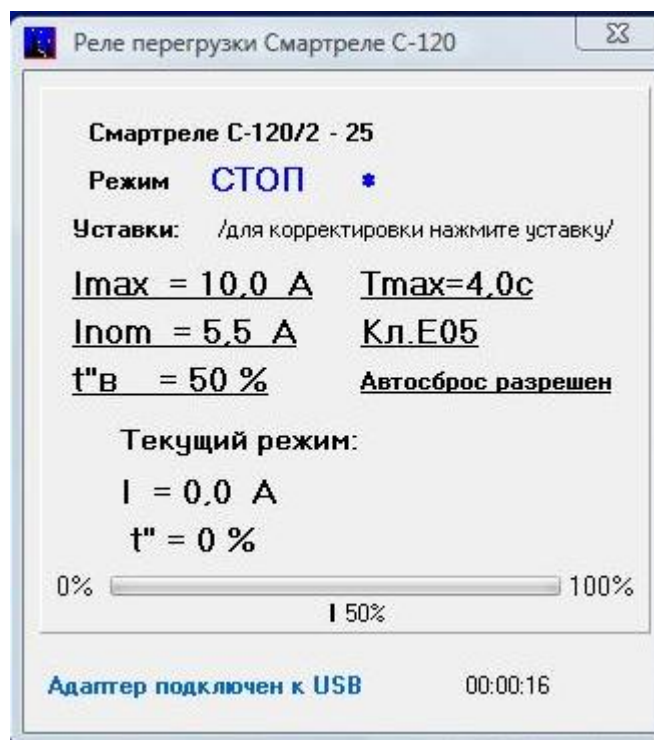 Реле перегрузки Смартреле С-120
Смартреле С-120/2 - 25
Режим СТОП *
Уставки: /для корректировки нажмите уставку/
Imax = 10,0 А Tmax=4,0с
Inom = 5,5 А Кл.E05
t"в = 50 % Автосброс разрешен
Текущий режим:
I = 0,0 А
t" = 0 %
0% 100%
I 50%
Адаптер подключен к USB 00:00:16